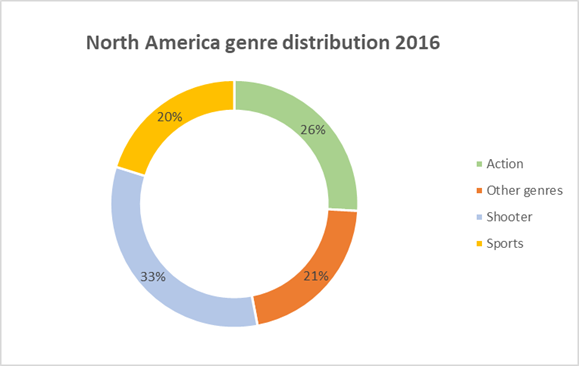 North America genre distribution 2016
20%
26%
33%
21%
Action
Other genres
Shooter
Sports